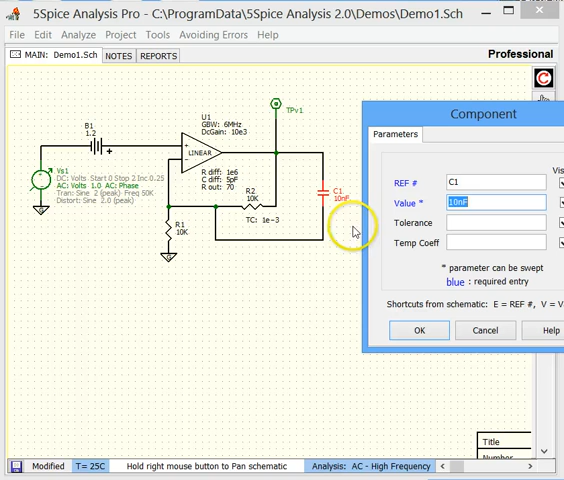 5Spice Analysis Pro - C:\ProgramData\5Spice Analysis 2.0\Demos\Demo1.Sch
File Edit Analyze Project Tools Avoiding Errors Help
MAIN: Demo1.Sch NOTES REPORTS Professional
TPv1
U1
GBW: 6MHz
DcGain: 10e3
B1
1.2
LINEAR
Component
Parameters
Vis
REF # C1
Value * 10nF
Tolerance
Temp Coeff
* parameter can be swept
blue : required entry
Shortcuts from schematic: E = REF #, V = V
OK Cancel Help
Vs1
DC: Volts Start 0 Stop 2 Inc 0.25
AC: Volts 1.0 AC: Phase
Tran: Sine 2 (peak) Freq 50K
Distort: Sine 2.0 (peak)
R diff: 1e6
C diff: 5pF
R out: 70
R2
10K
TC: 1e-3
C1
10nF
R1
10K
Title
Number
Modified T= 25C Hold right mouse button to Pan schematic Analysis: AC - High Frequency